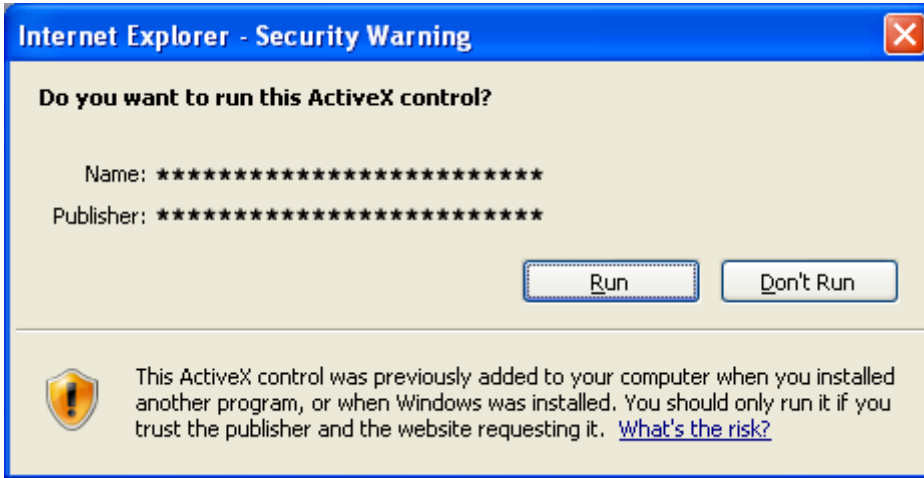 Internet Explorer - Security Warning
Do you want to run this ActiveX control?
Name: *************************
Publisher: *************************
Run
Don't Run
This ActiveX control was previously added to your computer when you installed
another program, or when Windows was installed. You should only run it if you
trust the publisher and the website requesting it. What's the risk?